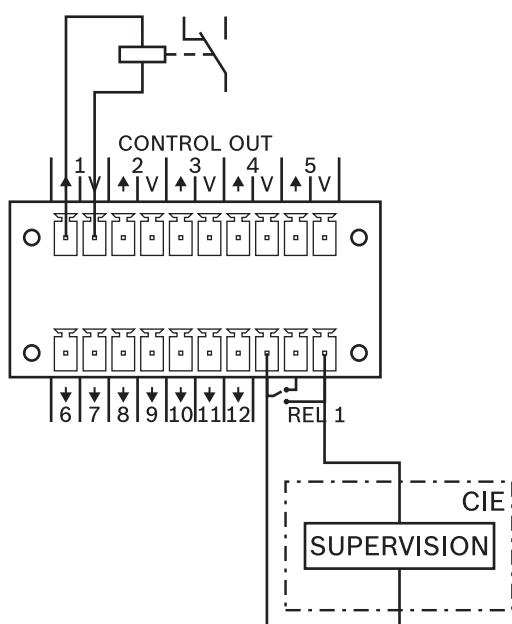 CONTROL OUT
1 2 3 4 5
V V V V V
6 7 8 9 10 11 12 REL 1
CIE
SUPERVISION